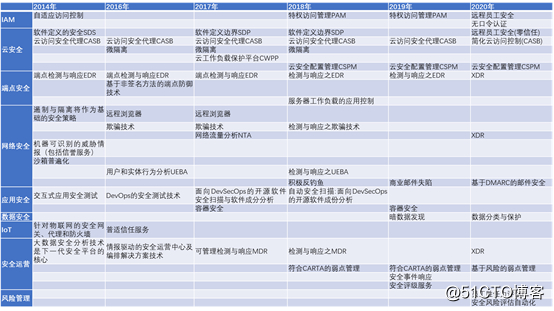 2014年 2016年 2017年 2018年 2019年 2020年
IAM 自适应访问控制 特权访问管理PAM 特权访问管理PAM 远程员工安全
无口令认证
云安全 软件定义的安全SDS 软件定义边界SDP 软件定义边界SDP 远程员工安全(零信任)
云访问安全代理CASB 云访问安全代理CASB 云访问安全代理CASB 云访问安全代理CASB 云访问安全代理CASB 简化云访问控制(CASB)
微隔离 微隔离 微隔离
云工作负载保护平台CWPP
云安全配置管理CSPM 云安全配置管理CSPM 云安全配置管理CSPM
端点安全 端点检测与响应EDR 端点检测与响应EDR 端点检测与响应EDR 检测与响应之EDR 检测与响应之EDR XDR
基于非签名方法的端点防御技术
服务器工作负载的应用控制
网络安全 遏制与隔离将作为基础的安全策略 远程浏览器 远程浏览器
欺骗技术 欺骗技术 检测与响应之欺骗技术
网络流量分析NTA XDR
机器可识别的威胁情报（包括信誉服务）
沙箱普遍化
用户和实体行为分析UEBA 检测与响应之UEBA
积极反钓鱼 商业邮件失陷 基于DMARC的邮件安全
应用安全 交互式应用安全测试 DevOps的安全测试技术 面向DevSecOps的开源软件安全扫描与软件成分分析 自动安全扫描:面向DevSecOps的开源软件成份分析
容器安全 容器安全
数据安全 暗数据发现 数据分类与保护
IoT 针对物联网的安全网关、代理和防火墙 普适信任服务
安全运营 大数据安全分析技术是下一代安全平台的核心 情报驱动的安全运营中心及编排解决方案技术 可管理检测与响应MDR 检测与响应之MDR XDR
符合CARTA的弱点管理 符合CARTA的弱点管理 基于风险的弱点管理
安全事件响应
安全评级服务
风险管理
安全风险评估自动化
@51CTO博客